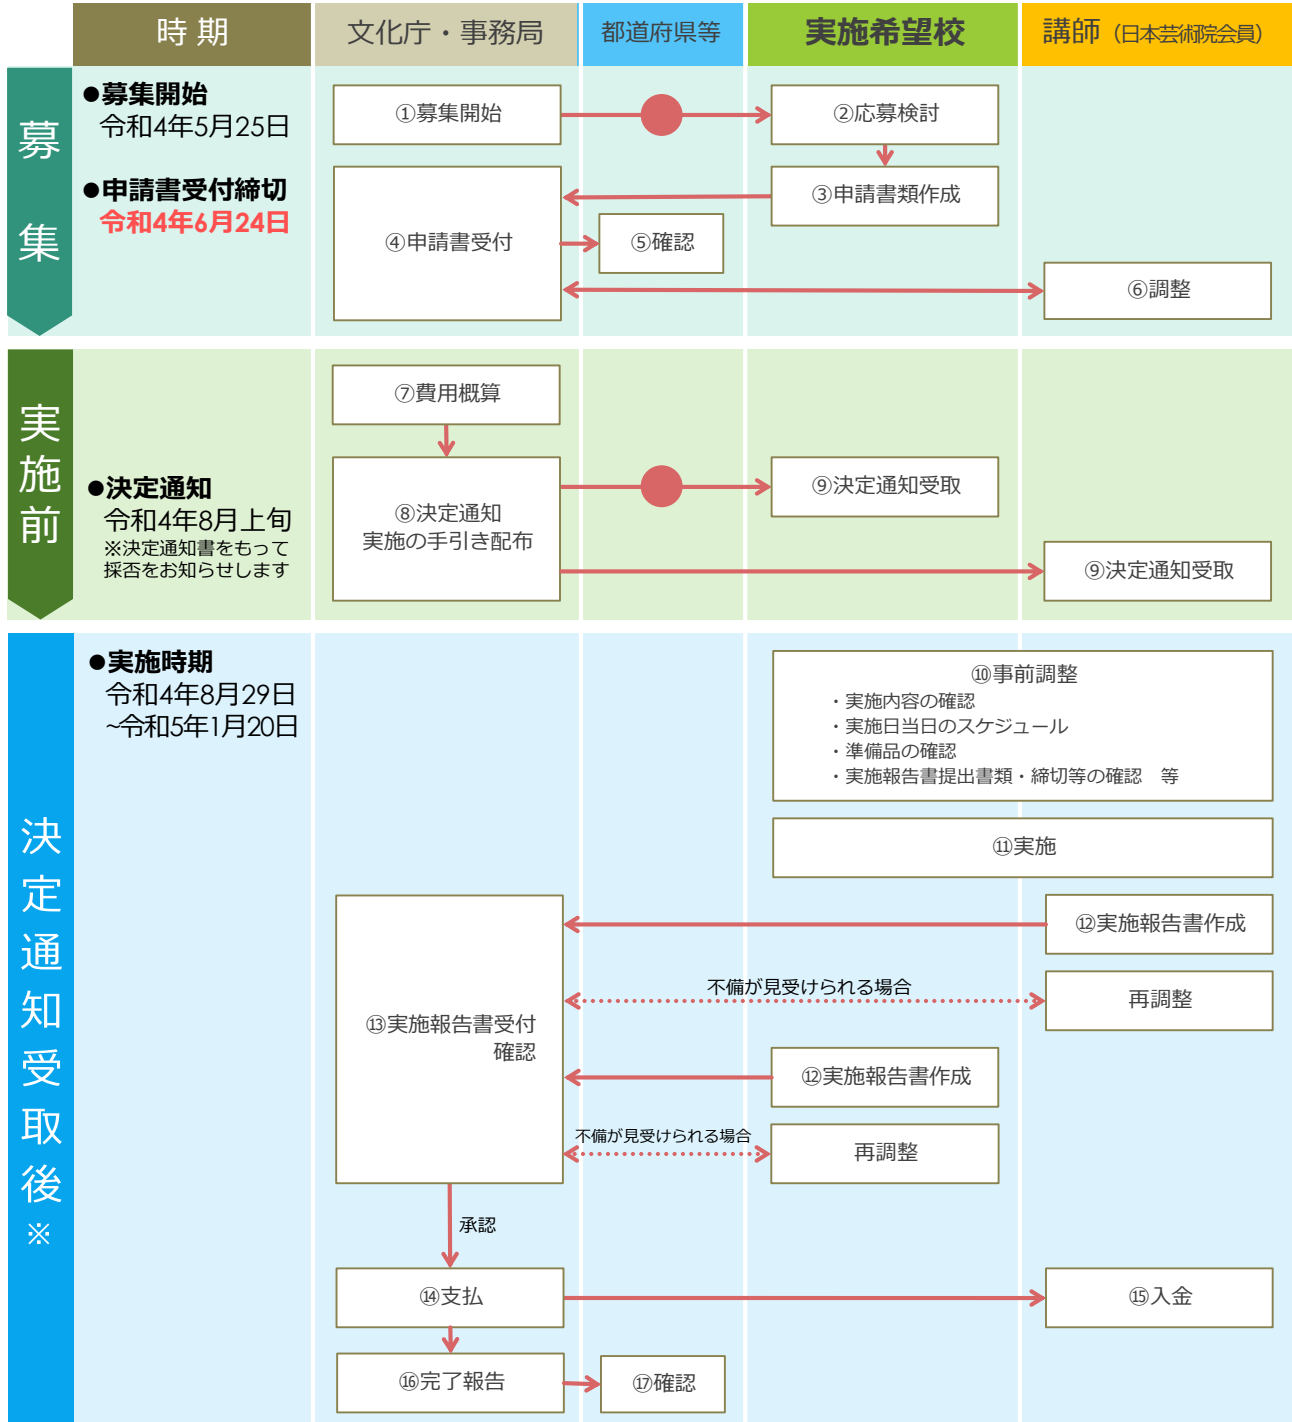 時 期
文化庁・事務局
都道府県等
実施希望校
講師（日本芸術院会員）
募集
●募集開始
令和4年5月25日
●申請書受付締切
令和4年6月24日
①募集開始
②応募検討
③申請書類作成
④申請書受付
⑤確認
⑥調整
実施前
●決定通知
令和4年8月上旬
※決定通知書をもって
採否をお知らせします
⑦費用概算
⑧決定通知
実施の手引き配布
⑨決定通知受取
⑨決定通知受取
決定通知受取後※
●実施時期
令和4年8月29日
~令和5年1月20日
⑩事前調整
・実施内容の確認
・実施日当日のスケジュール
・準備品の確認
・実施報告書提出書類・締切等の確認　等
⑪実施
⑫実施報告書作成
不備が見受けられる場合
再調整
⑬実施報告書受付
確認
⑫実施報告書作成
不備が見受けられる場合
再調整
承認
⑭支払
⑮入金
⑯完了報告
⑰確認